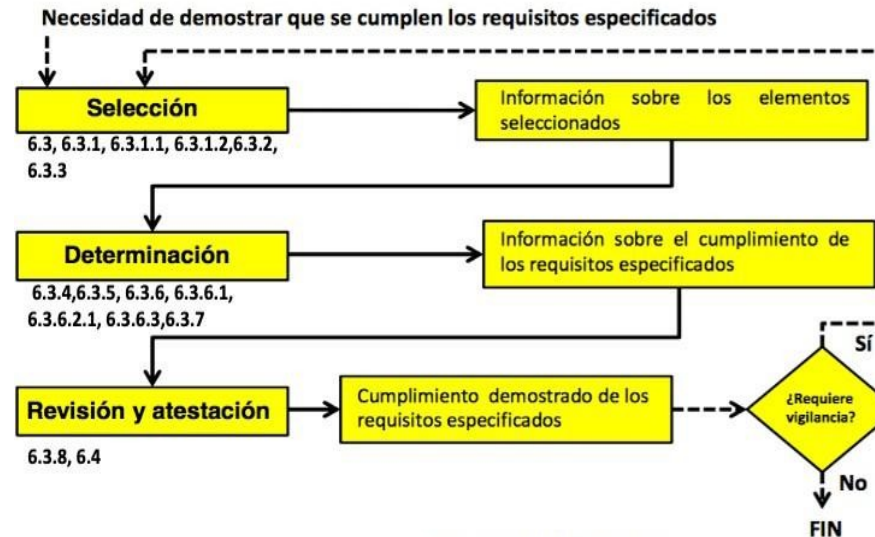 Necesidad de demostrar que se cumplen los requisitos especificados
Selección
Información sobre los elementos
seleccionados
6.3, 6.3.1, 6.3.1.1, 6.3.1.2,6.3.2,
6.3.3
Determinación
Información sobre el cumplimiento de
los requisitos especificados
6.3.4,6.3.5, 6.3.6, 6.3.6.1,
6.3.6.2.1, 6.3.6.3,6.3.7
Sí
Revisión y atestación
Cumplimiento demostrado de los
requisitos especificados
¿Requiere
vigilancia?
6.3.8, 6.4
No
FIN